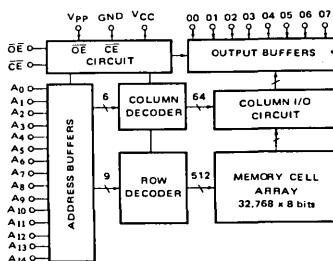 VPP GND VCC
00 01 02 03 04 05 06 07
OE
CE
OE CE
CIRCUIT
OUTPUT BUFFERS
A0
A1
A2
A3
A4
A5
A6
A7
A8
A9
A10
A11
A12
A13
A14
ADDRESS BUFFERS
6
COLUMN
DECODER
64
COLUMN I/O
CIRCUIT
9
ROW
DECODER
512
MEMORY CELL
ARRAY
32,768 x 8 bits